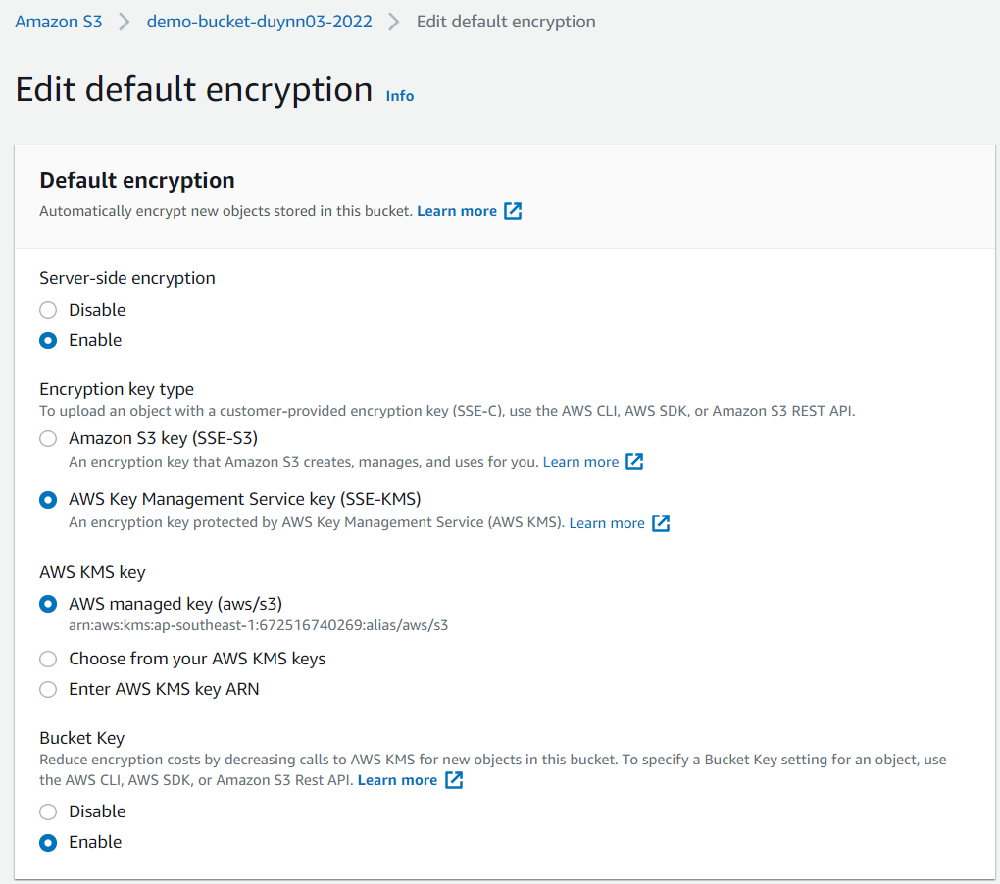 Amazon S3 > demo-bucket-duynn03-2022 > Edit default encryption
Edit default encryption Info
Default encryption
Automatically encrypt new objects stored in this bucket. Learn more
Server-side encryption
Disable
Enable
Encryption key type
To upload an object with a customer-provided encryption key (SSE-C), use the AWS CLI, AWS SDK, or Amazon S3 REST API.
Amazon S3 key (SSE-S3)
An encryption key that Amazon S3 creates, manages, and uses for you. Learn more
AWS Key Management Service key (SSE-KMS)
An encryption key protected by AWS Key Management Service (AWS KMS). Learn more
AWS KMS key
AWS managed key (aws/s3)
arn:aws:kms:ap-southeast-1:672516740269:alias/aws/s3
Choose from your AWS KMS keys
Enter AWS KMS key ARN
Bucket Key
Reduce encryption costs by decreasing calls to AWS KMS for new objects in this bucket. To specify a Bucket Key setting for an object, use
the AWS CLI, AWS SDK, or Amazon S3 Rest API. Learn more
Disable
Enable